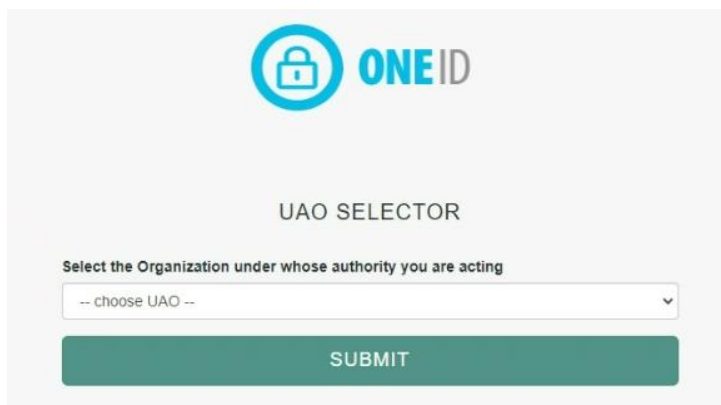 ONE ID
UAO SELECTOR
Select the Organization under whose authority you are acting
-- choose UAO --
SUBMIT